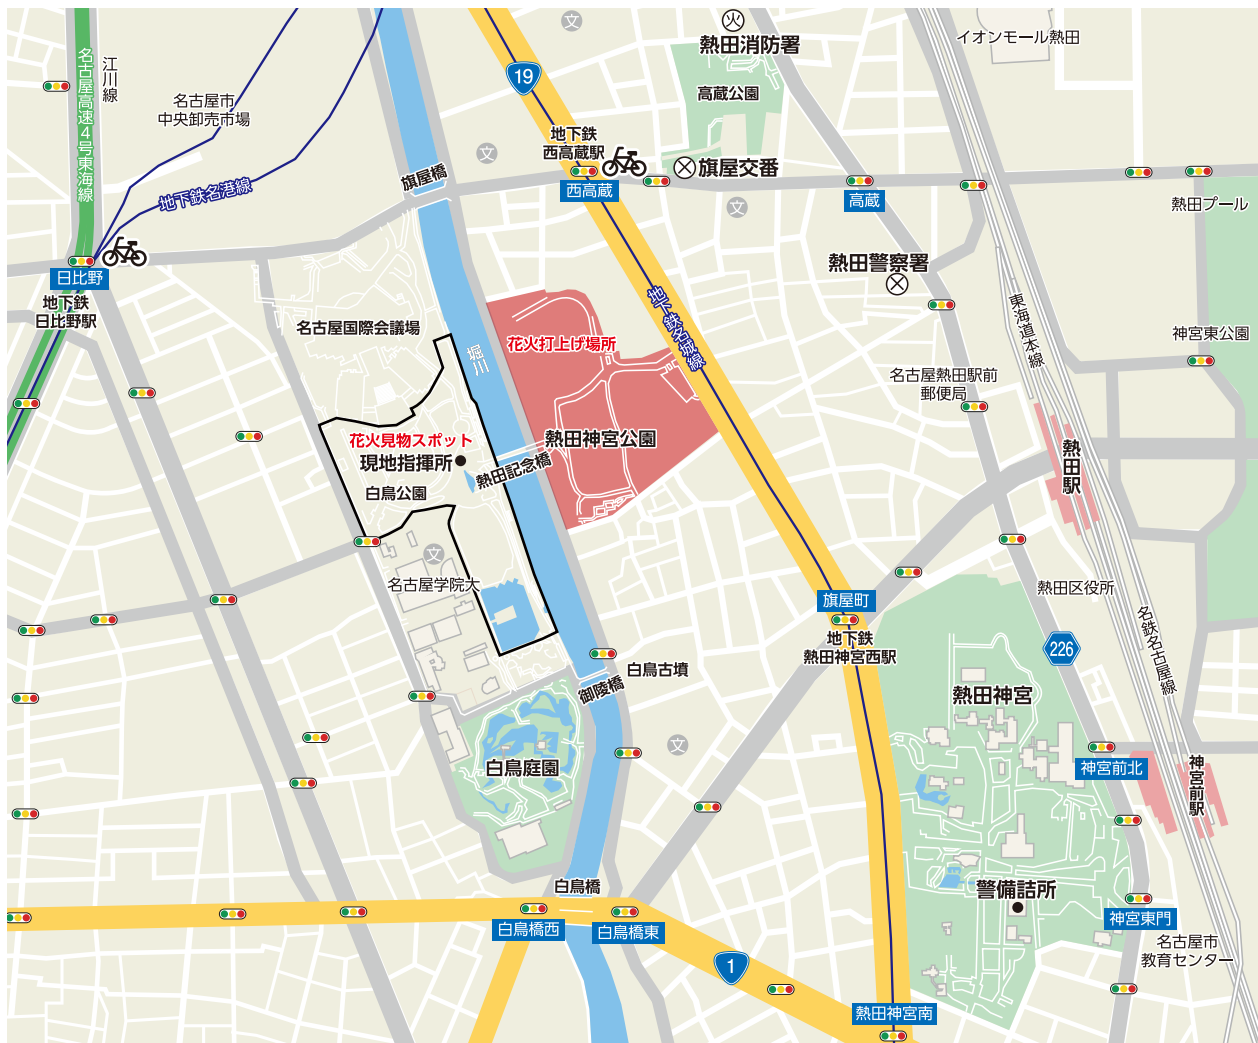 火
熱田消防署
文
イオンモール熱田
江川線
名古屋高速4号東海線
名古屋市
中央卸売市場
19
高蔵公園
地下鉄
西高蔵駅
文
旗屋交番
旗屋橋
西高蔵
高蔵
文
熱田プール
地下鉄名港線
日比野
地下鉄
日比野駅
熱田警察署
地下鉄名城線
東海道本線
名古屋国際会議場
堀川
花火打上げ場所
神宮東公園
名古屋熱田駅前
郵便局
花火見物スポット
現地指揮所
熱田神宮公園
熱田記念橋
白鳥公園
熱田駅
文
名古屋学院大
旗屋町
地下鉄
熱田神宮西駅
熱田区役所
名鉄名古屋線
226
白鳥古墳
御陵橋
熱田神宮
文
白鳥庭園
神宮前北
神宮前駅
白鳥橋
警備詰所
白鳥橋西
白鳥橋東
神宮東門
名古屋市
教育センター
1
熱田神宮南